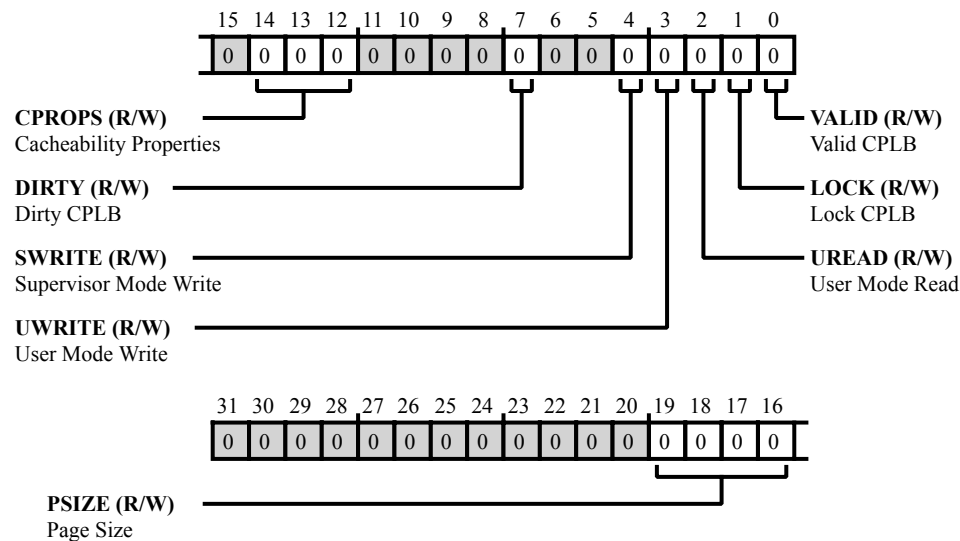 15 14 13 12 11 10 9 8 7 6 5 4 3 2 1 0
0 0 0 0 0 0 0 0 0 0 0 0 0 0 0 0
CPROPS (R/W)
Cacheability Properties
VALID (R/W)
Valid CPLB
DIRTY (R/W)
Dirty CPLB
LOCK (R/W)
Lock CPLB
SWRITE (R/W)
Supervisor Mode Write
UREAD (R/W)
User Mode Read
UWRITE (R/W)
User Mode Write
31 30 29 28 27 26 25 24 23 22 21 20 19 18 17 16
0 0 0 0 0 0 0 0 0 0 0 0 0 0 0 0
PSIZE (R/W)
Page Size